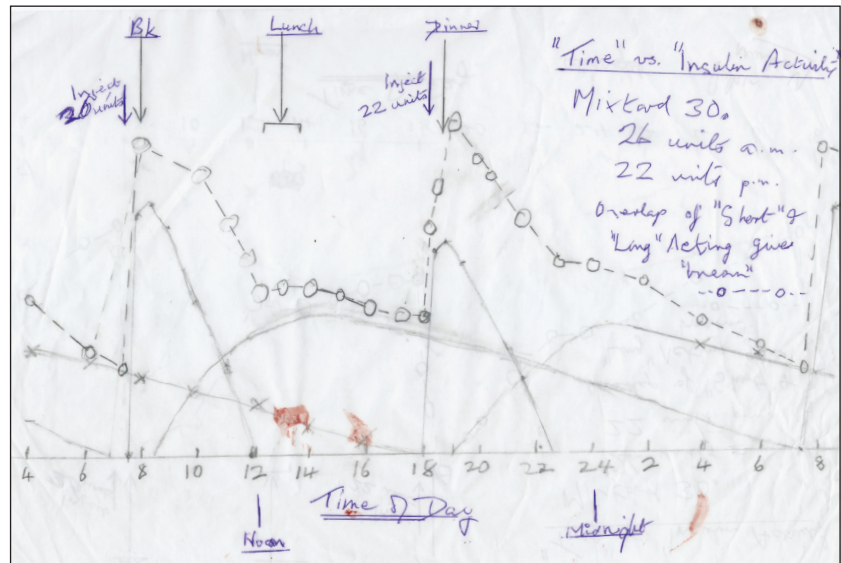 Bk
Lunch
Dinner
Inject
26 units
Inject
22 units
"Time" vs. "Insulin Activity"
Mixtard 30.
26 units a.m.
22 units p.m.
Overlap of "Short" &
"Long" Acting gives
"mean"
4 6 8 10 12 14 16 18 20 22 24 2 4 6 8
Time of Day
Noon
Midnight